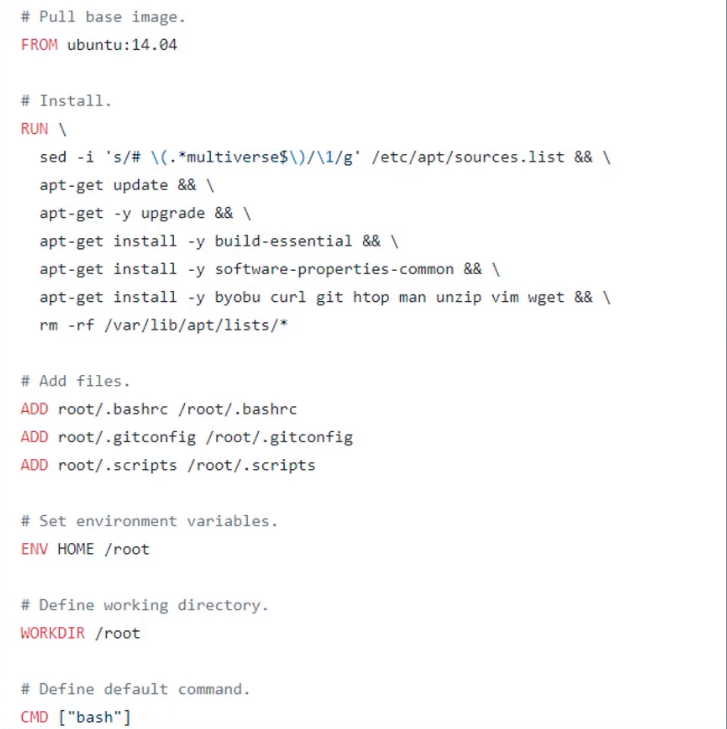 # Pull base image.
FROM ubuntu:14.04

# Install.
RUN \
  sed -i 's/# \(.*multiverse$\)/\1/g' /etc/apt/sources.list && \
  apt-get update && \
  apt-get -y upgrade && \
  apt-get install -y build-essential && \
  apt-get install -y software-properties-common && \
  apt-get install -y byobu curl git htop man unzip vim wget && \
  rm -rf /var/lib/apt/lists/*

# Add files.
ADD root/.bashrc /root/.bashrc
ADD root/.gitconfig /root/.gitconfig
ADD root/.scripts /root/.scripts

# Set environment variables.
ENV HOME /root

# Define working directory.
WORKDIR /root

# Define default command.
CMD ["bash"]